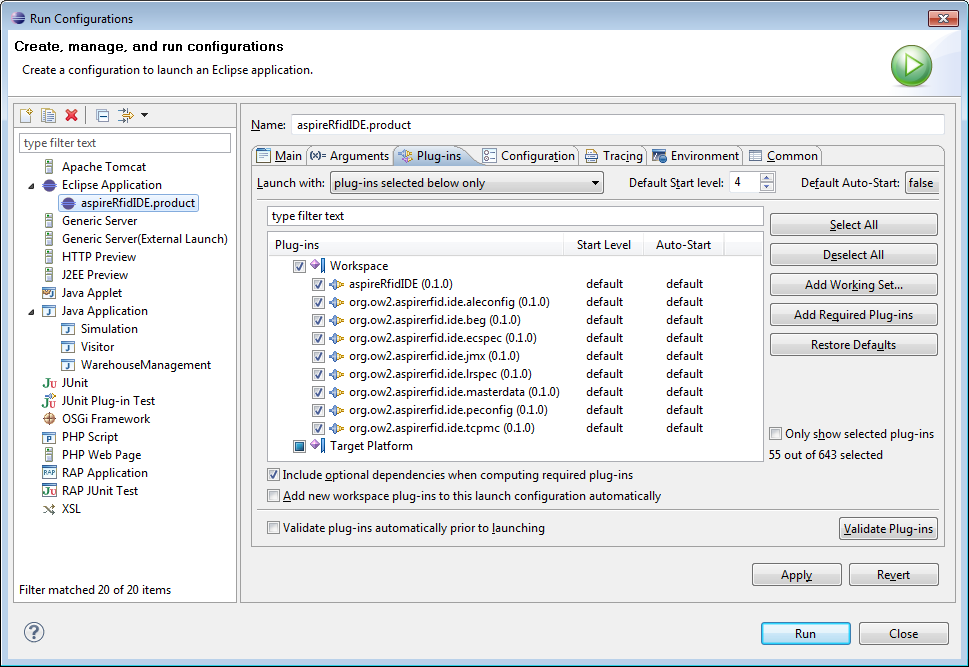 Run Configurations
Create, manage, and run configurations
Create a configuration to launch an Eclipse application.
type filter text
Apache Tomcat
Eclipse Application
aspireRfidIDE.product
Generic Server
Generic Server(External Launch)
HTTP Preview
J2EE Preview
Java Applet
Java Application
Simulation
Visitor
WarehouseManagement
JUnit
JUnit Plug-in Test
OSGi Framework
PHP Script
PHP Web Page
RAP Application
RAP JUnit Test
XSL
Filter matched 20 of 20 items
Name: aspireRfidIDE.product
Main (x)= Arguments Plug-ins Configuration Tracing Environment Common
Launch with: plug-ins selected below only Default Start level: 4 Default Auto-Start: false
type filter text
Plug-ins Start Level Auto-Start
Workspace
aspireRfidIDE (0.1.0) default default
org.ow2.aspirerfid.ide.aleconfig (0.1.0) default default
org.ow2.aspirerfid.ide.beg (0.1.0) default default
org.ow2.aspirerfid.ide.ecspec (0.1.0) default default
org.ow2.aspirerfid.ide.jmx (0.1.0) default default
org.ow2.aspirerfid.ide.lrspec (0.1.0) default default
org.ow2.aspirerfid.ide.masterdata (0.1.0) default default
org.ow2.aspirerfid.ide.peconfig (0.1.0) default default
org.ow2.aspirerfid.ide.tcpmc (0.1.0) default default
Target Platform
Select All
Deselect All
Add Working Set...
Add Required Plug-ins
Restore Defaults
Only show selected plug-ins
55 out of 643 selected
Include optional dependencies when computing required plug-ins
Add new workspace plug-ins to this launch configuration automatically
Validate plug-ins automatically prior to launching
Validate Plug-ins
Apply Revert
Run Close